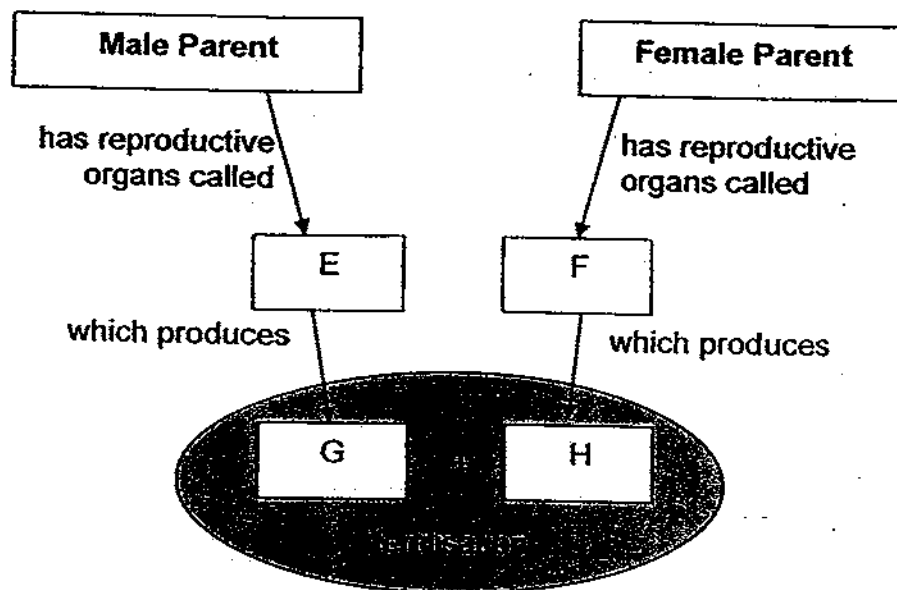 Male Parent
Female Parent
has reproductive
organs called
has reproductive
organs called
E
F
which produces
which produces
G
H